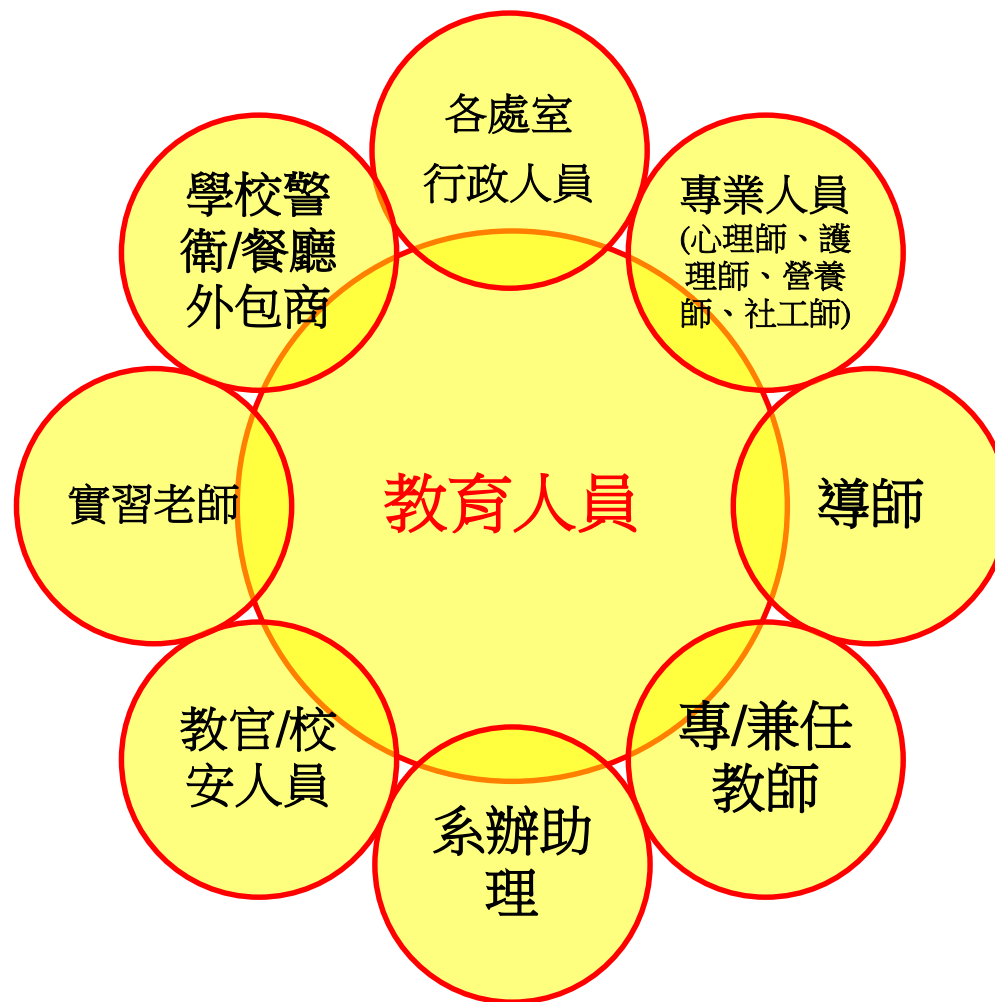 各處室
行政人員
專業人員
(心理師、護
理師、營養
師、社工師)
導師
專/兼任
教師
系辦助
理
教官/校
安人員
實習老師
學校警
衛/餐廳
外包商
教育人員